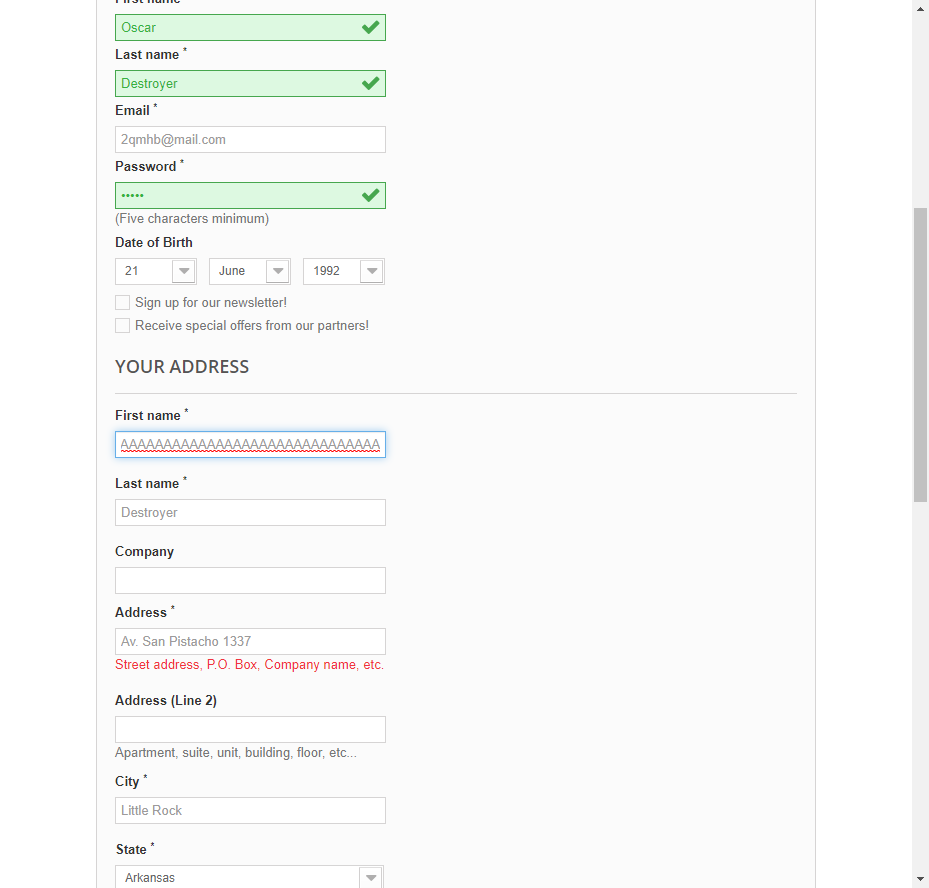 First name
Oscar
Last name *
Destroyer
Email *
2qmhb@mail.com
Password *
•••••
(Five characters minimum)
Date of Birth
21 June 1992
Sign up for our newsletter!
Receive special offers from our partners!
YOUR ADDRESS
First name *
AAAAAAAAAAAAAAAAAAAAAAAAAAAAAA
Last name *
Destroyer
Company
Address *
Av. San Pistacho 1337
Street address, P.O. Box, Company name, etc.
Address (Line 2)
Apartment, suite, unit, building, floor, etc...
City *
Little Rock
State *
Arkansas